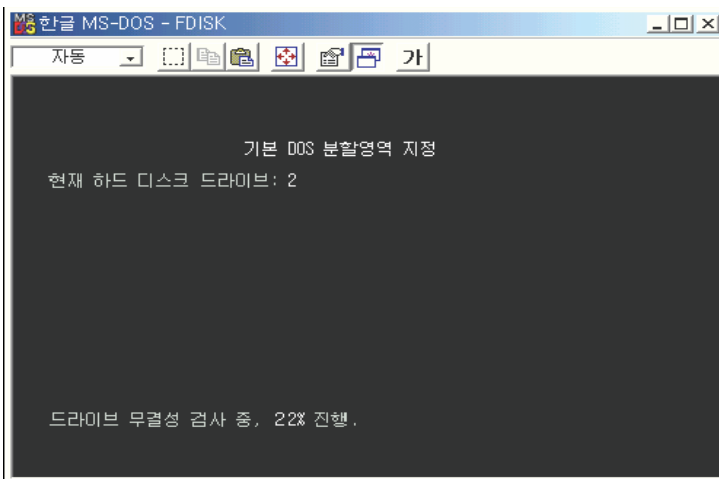 한글 MS-DOS - FDISK
자동 가
기본 DOS 분할영역 지정
현재 하드 디스크 드라이브: 2
드라이브 무결성 검사 중, 22% 진행.